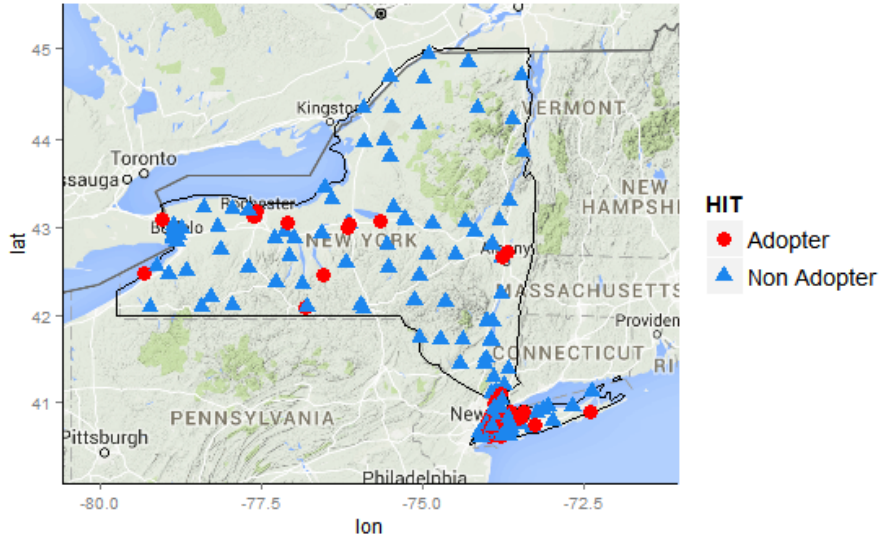 45
44
43
42
41
lat
-80.0
-77.5
-75.0
-72.5
lon
Kingston
VERMONT
Toronto
ssauga
NEW
HAMPSHI
Rochester
Buffalo
NEW YORK
Albany
MASSACHUSETTS
Providen
CONNECTICUT
RI
New
PENNSYLVANIA
Pittsburgh
Philadelphia
HIT
Adopter
Non Adopter